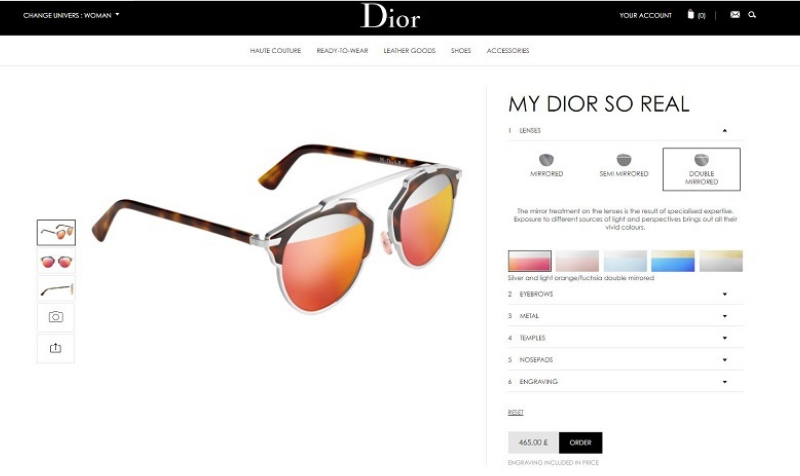 CHANGE UNIVERS : WOMAN
Dior
YOUR ACCOUNT
(0)
HAUTE COUTURE
READY-TO-WEAR
LEATHER GOODS
SHOES
ACCESSORIES
MY DIOR SO REAL
1 LENSES
MIRRORED
SEMI MIRRORED
DOUBLE
MIRRORED
The mirror treatment on the lenses is the result of specialised expertise.
Exposure to different sources of light and perspectives brings out all their
vivid colours.
Silver and light orange/fuchsia double mirrored
2 EYEBROWS
3 METAL
4 TEMPLES
5 NOSEPADS
6 ENGRAVING
RESET
465.00 £
ORDER
ENGRAVING INCLUDED IN PRICE